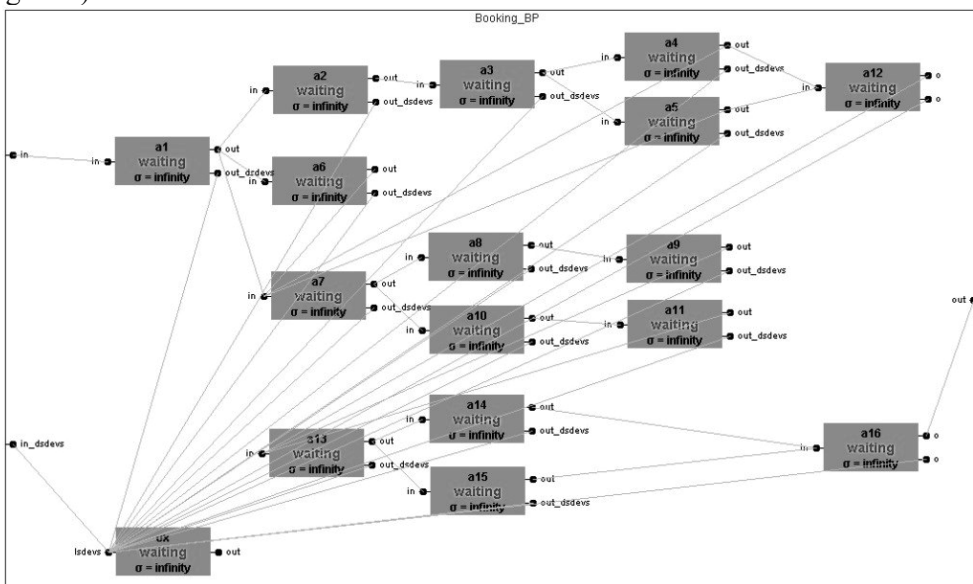 Booking_BP
in
a1
waiting
σ = infinity
in
out
out_dsdevs
a2
waiting
σ = infinity
in
out
out_dsdevs
a3
waiting
σ = infinity
in
out
out_dsdevs
a4
waiting
σ = infinity
in
out
out_dsdevs
a5
waiting
σ = infinity
in
out
out_dsdevs
a12
waiting
σ = infinity
in
o
o
a6
waiting
σ = infinity
in
out
out_dsdevs
a7
waiting
σ = infinity
in
out
out_dsdevs
a8
waiting
σ = infinity
in
out
out_dsdevs
a9
waiting
σ = infinity
in
out
out_dsdevs
a10
waiting
σ = infinity
in
out
out_dsdevs
a11
waiting
σ = infinity
in
out
out_dsdevs
out
in_dsdevs
a13
waiting
σ = infinity
in
out
out_dsdevs
a14
waiting
σ = infinity
in
out
out_dsdevs
a15
waiting
σ = infinity
in
out
out_dsdevs
a16
waiting
σ = infinity
in
o
o
lsdevs
waiting
σ = infinity
out